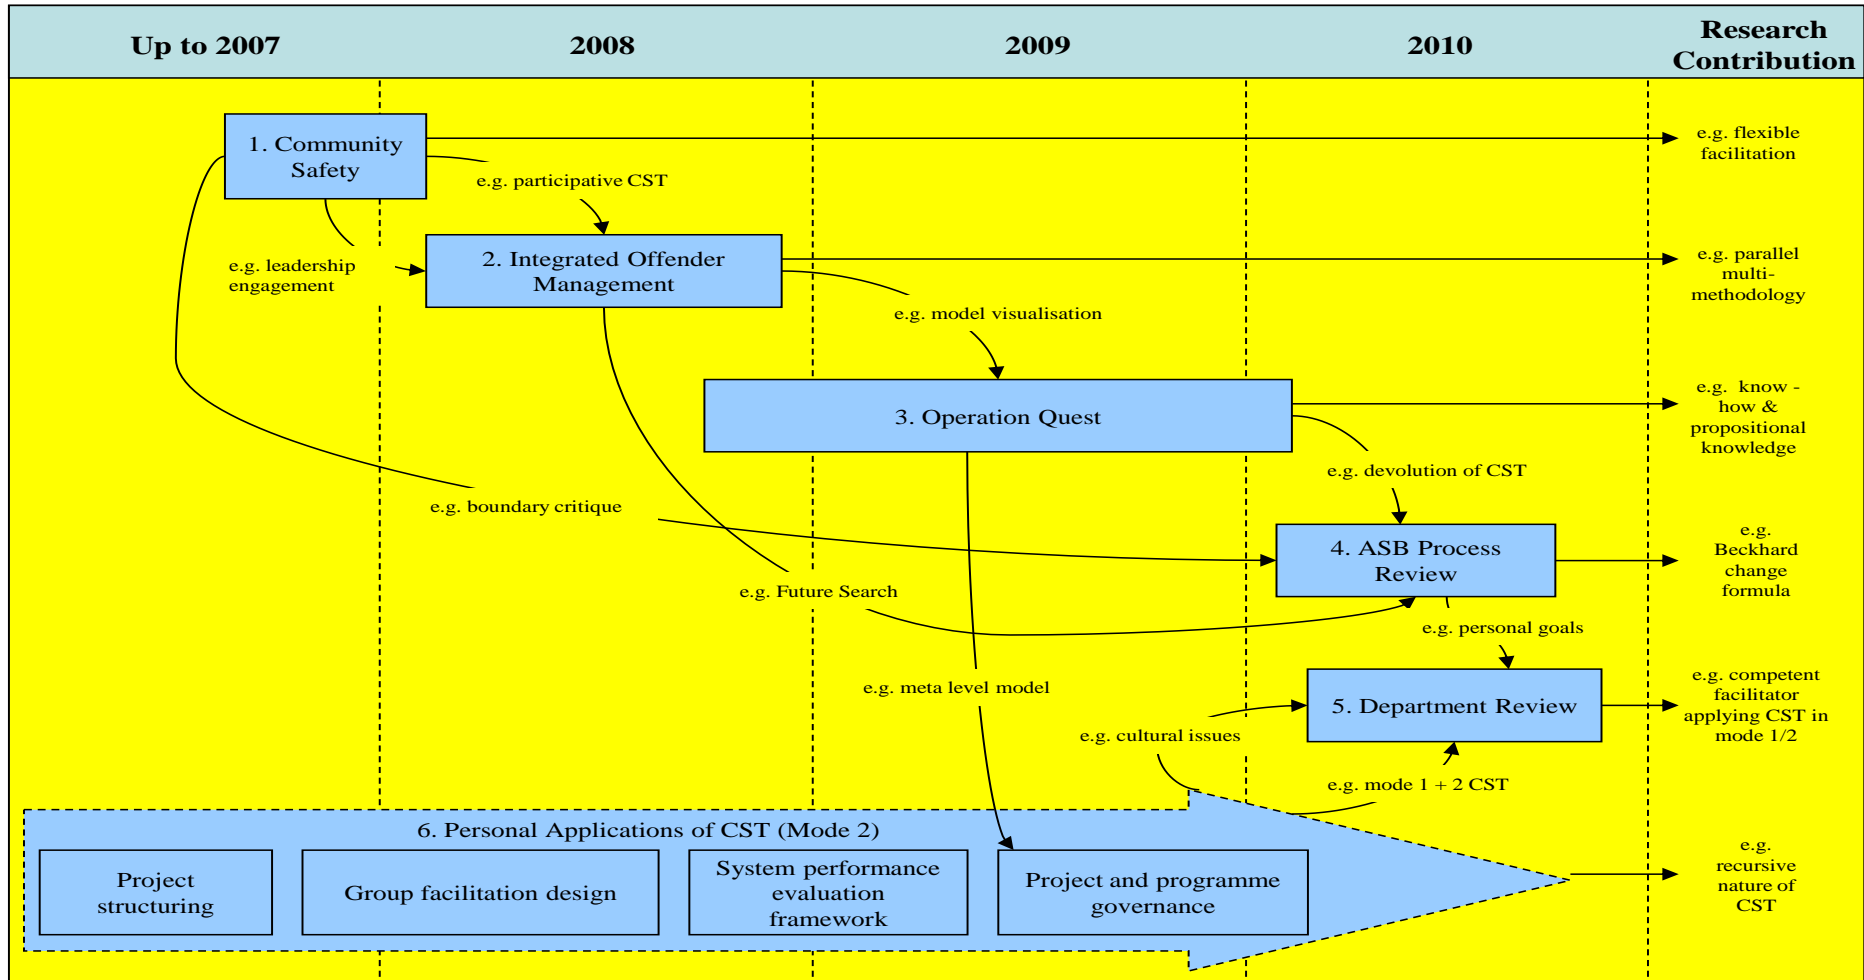 Up to 2007
2008
2009
2010
Research
Contribution
1. Community
Safety
e.g. flexible
facilitation
e.g. participative CST
e.g. leadership
engagement
2. Integrated Offender
Management
e.g. parallel
multi-
methodology
e.g. model visualisation
3. Operation Quest
e.g. know -
how &
propositional
knowledge
e.g. devolution of CST
e.g. boundary critique
4. ASB Process
Review
e.g.
Beckhard
change
formula
e.g. Future Search
e.g. personal goals
e.g. meta level model
5. Department Review
e.g. competent
facilitator
applying CST in
mode 1/2
e.g. cultural issues
e.g. mode 1 + 2 CST
6. Personal Applications of CST (Mode 2)
Project
structuring
Group facilitation design
System performance
evaluation
framework
Project and programme
governance
e.g.
recursive
nature of
CST